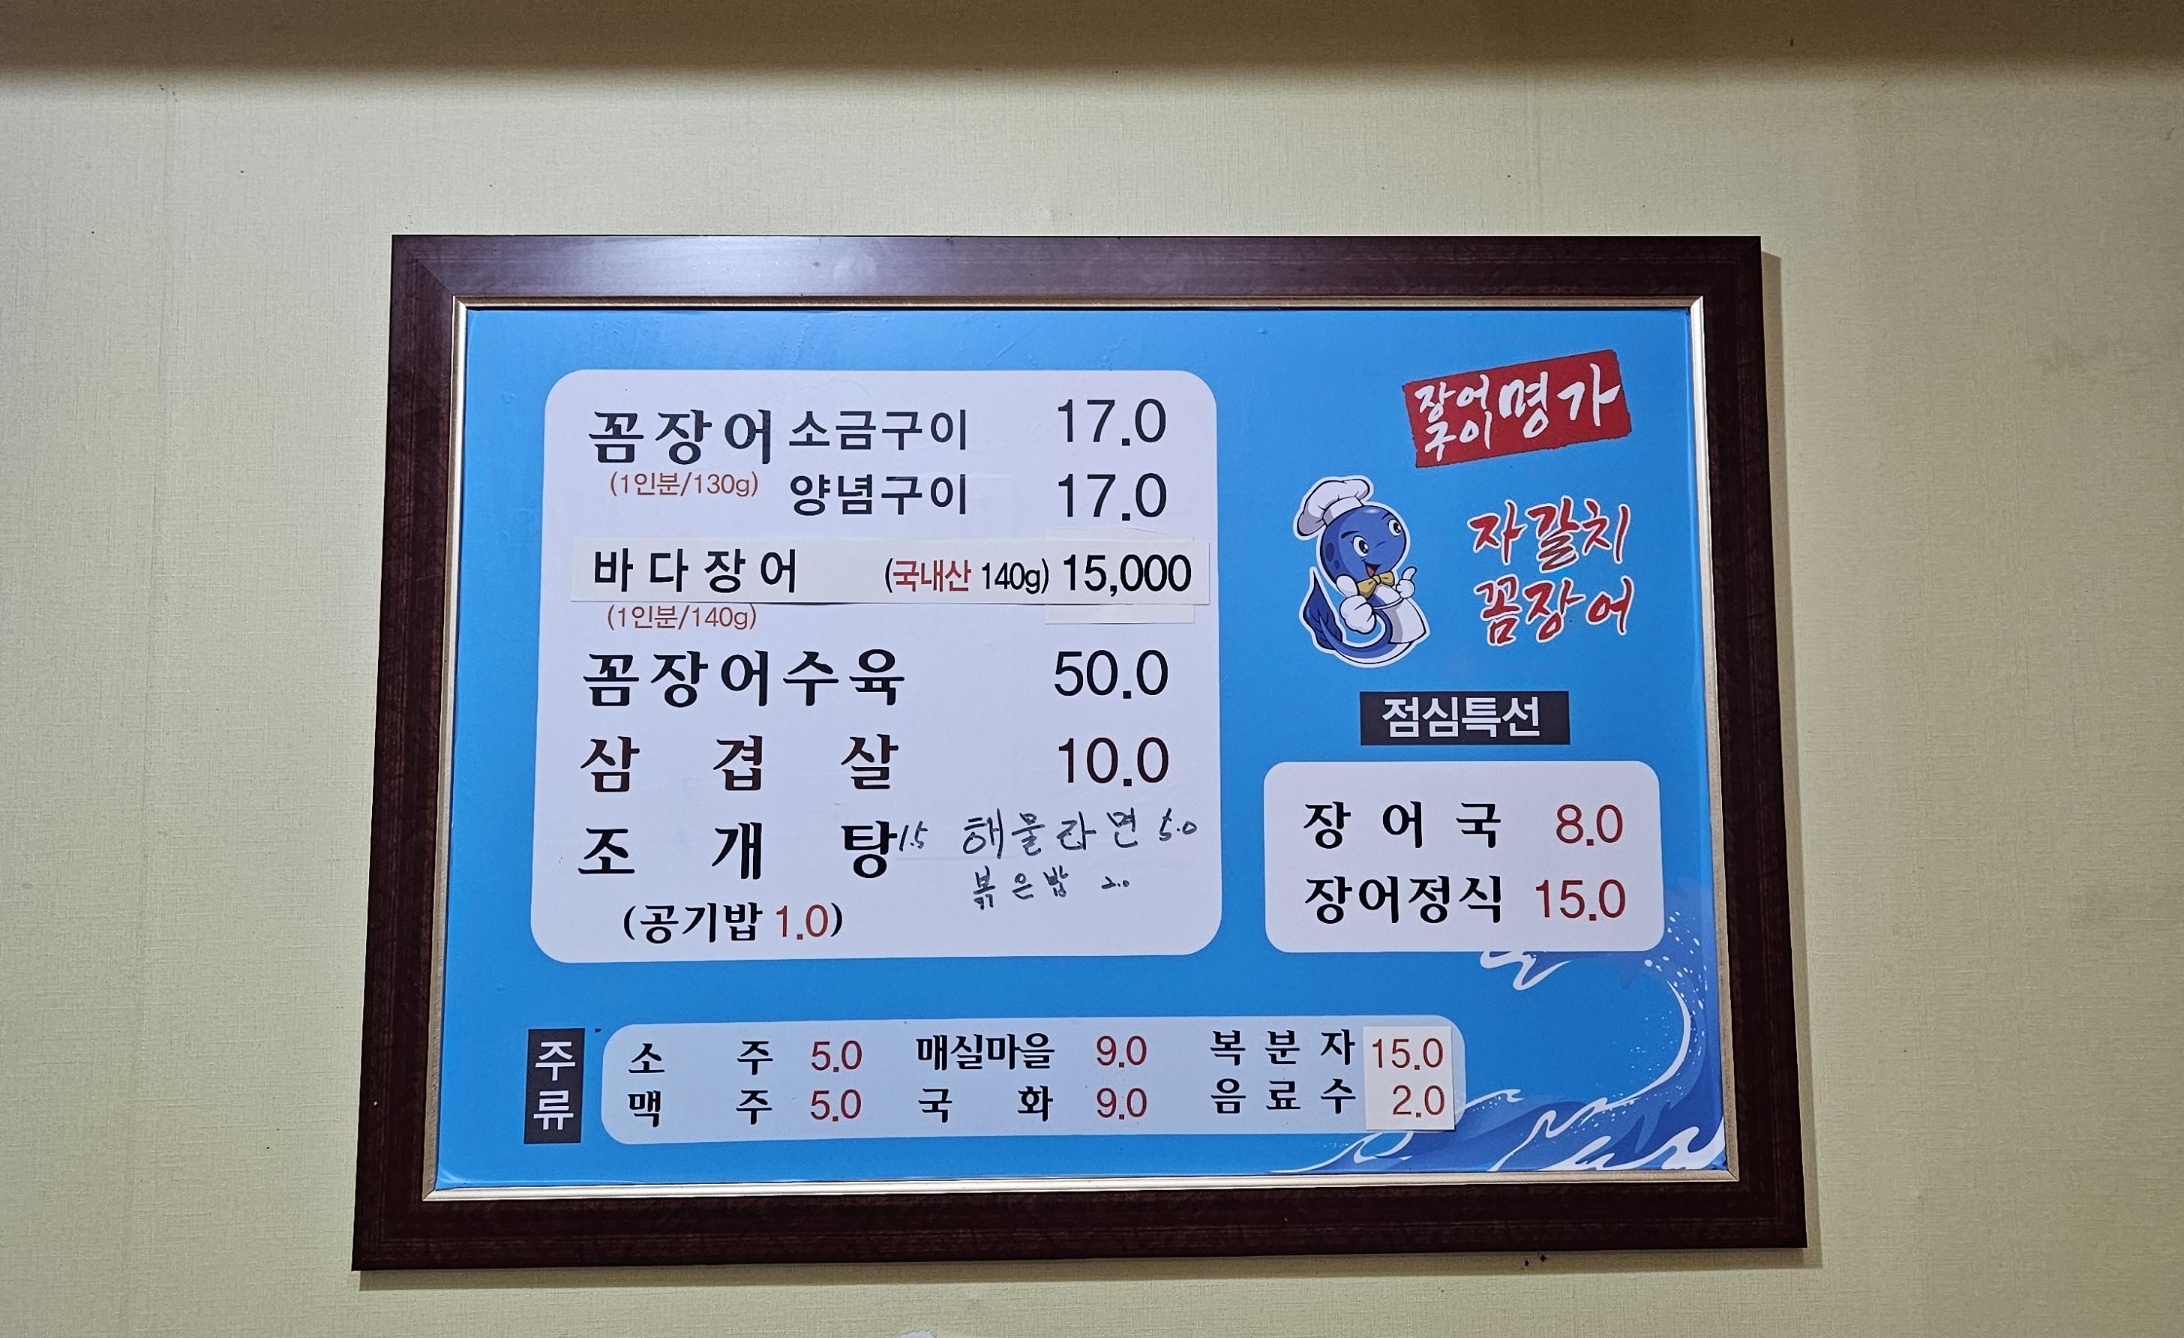 꼼장어 소금구이 17.0
(1인분/130g) 양념구이 17.0
바다장어 (국내산 140g) 15,000
(1인분/140g)
꼼장어수육 50.0
삼겹살 10.0
조개탕 1.5 해물라면 5.0
볶은밥 2.0
(공기밥 1.0)
장어구이명가
자갈치
꼼장어
점심특선
장어국 8.0
장어정식 15.0
주류
소주 5.0 매실마을 9.0 복분자 15.0
맥주 5.0 국화 9.0 음료수 2.0